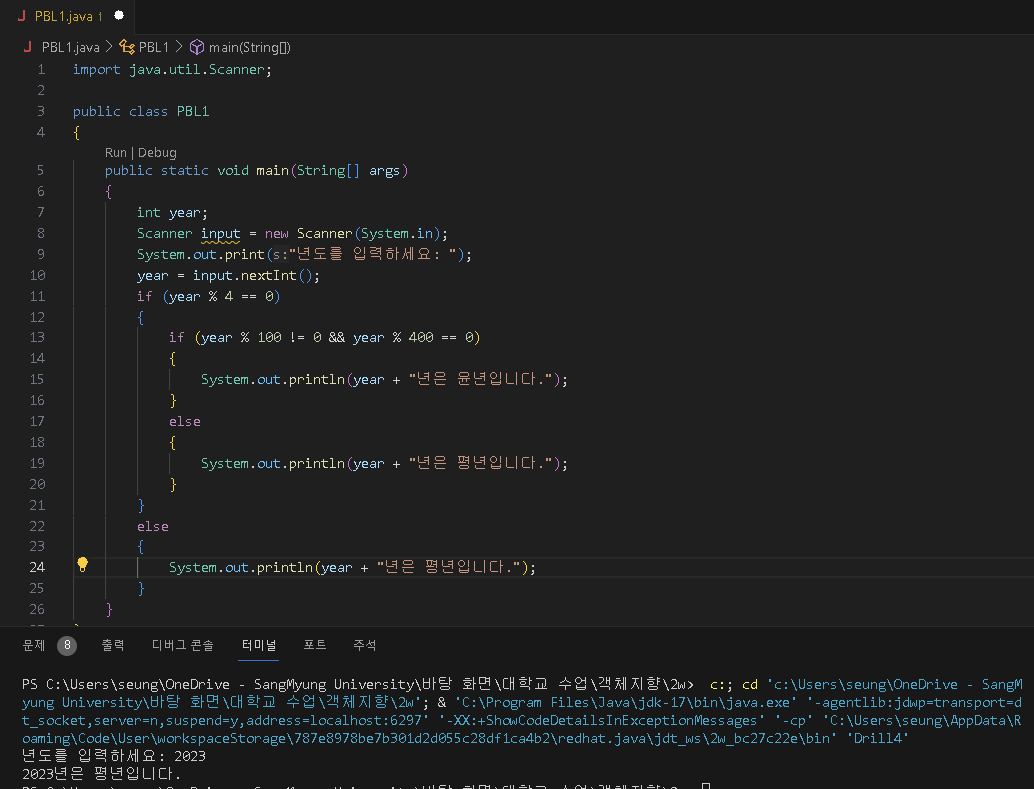 PBL1.java 1
PBL1.java > PBL1 > main(String[])
1 import java.util.Scanner;
2
3 public class PBL1
4 {
Run | Debug
5 public static void main(String[] args)
6 {
7 int year;
8 Scanner input = new Scanner(System.in);
9 System.out.print(s:"년도를 입력하세요: ");
10 year = input.nextInt();
11 if (year % 4 == 0)
12 {
13 if (year % 100 != 0 && year % 400 == 0)
14 {
15 System.out.println(year + "년은 윤년입니다.");
16 }
17 else
18 {
19 System.out.println(year + "년은 평년입니다.");
20 }
21 }
22 else
23 {
24 System.out.println(year + "년은 평년입니다.");
25 }
26 }
문제 8 출력 디버그 콘솔 터미널 포트 주석
PS C:\Users\seung\OneDrive - SangMyung University\바탕 화면\대학교 수업\객체지향\2w> c:; cd 'c:\Users\seung\OneDrive - SangM
yung University\바탕 화면\대학교 수업\객체지향\2w'; & 'C:\Program Files\Java\jdk-17\bin\java.exe' '-agentlib:jdwp=transport=d
t_socket,server=n,suspend=y,address=localhost:6297' '-XX:+ShowCodeDetailsInExceptionMessages' '-cp' 'C:\Users\seung\AppData\R
oaming\Code\User\workspaceStorage\787e8978be7b301d2d055c28df1ca4b2\redhat.java\jdt_ws\2w_bc27c22e\bin' 'Drill4'
년도를 입력하세요: 2023
2023년은 평년입니다.